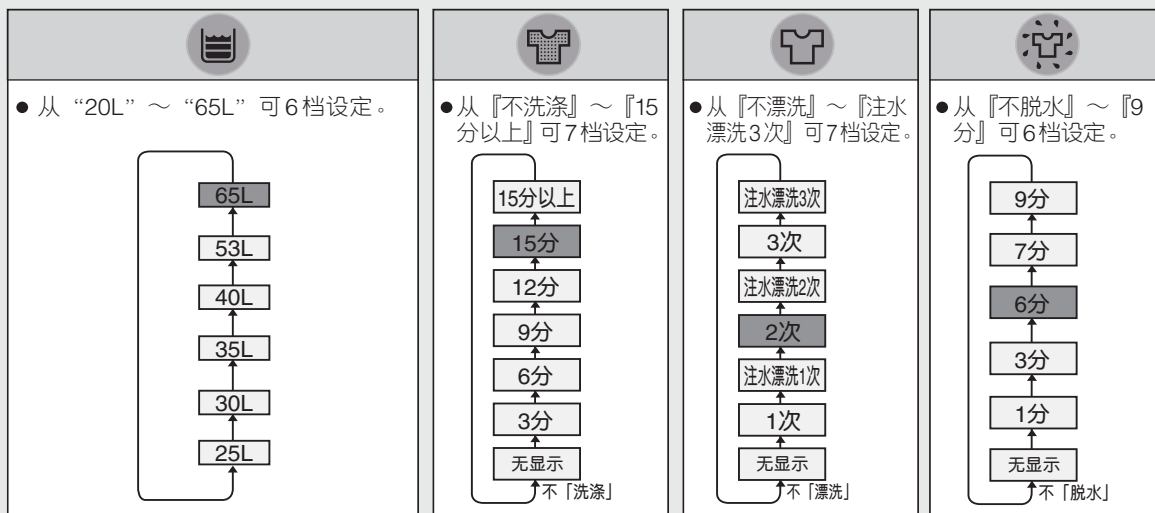 ● 从 “20L” ～ “65L” 可6档设定。
65L
53L
40L
35L
30L
25L
● 从『不洗涤』～『15
分以上』可7档设定。
15分以上
15分
12分
9分
6分
3分
无显示
不「洗涤」
● 从『不漂洗』～『注水
漂洗3次』可7档设定。
注水漂洗3次
3次
注水漂洗2次
2次
注水漂洗1次
1次
无显示
不「漂洗」
● 从『不脱水』～『9
分』可6档设定。
9分
7分
6分
3分
1分
无显示
不「脱水」